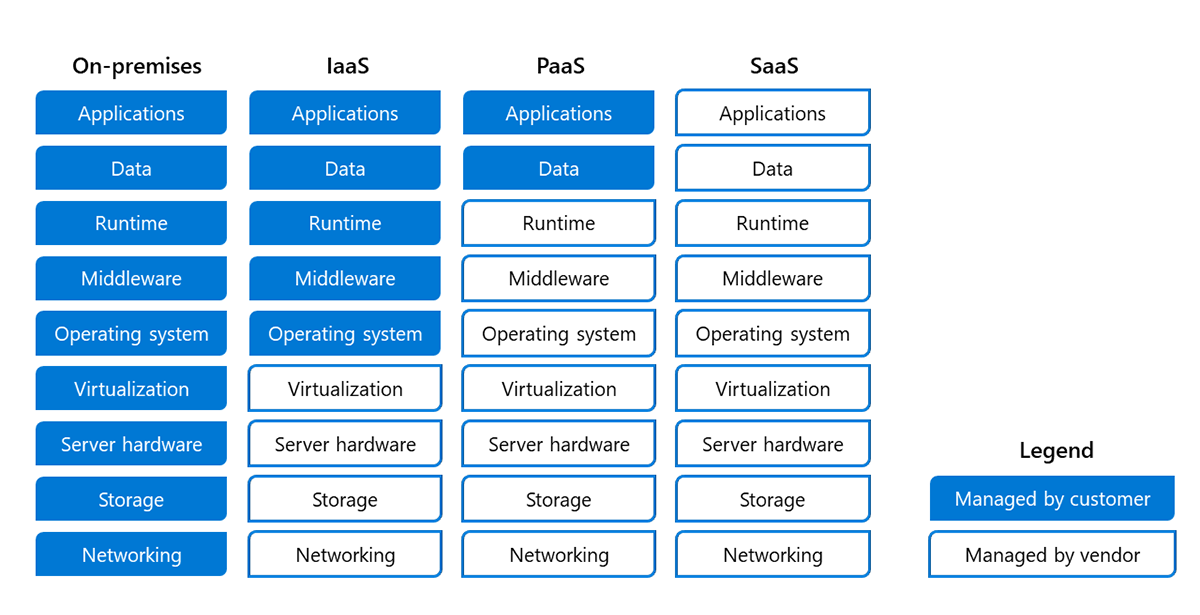 On-premises IaaS PaaS SaaS
Applications Applications Applications Applications
Data Data Data Data
Runtime Runtime Runtime Runtime
Middleware Middleware Middleware Middleware
Operating system Operating system Operating system Operating system
Virtualization Virtualization Virtualization Virtualization
Server hardware Server hardware Server hardware Server hardware
Storage Storage Storage Storage
Networking Networking Networking Networking
Legend
Managed by customer
Managed by vendor